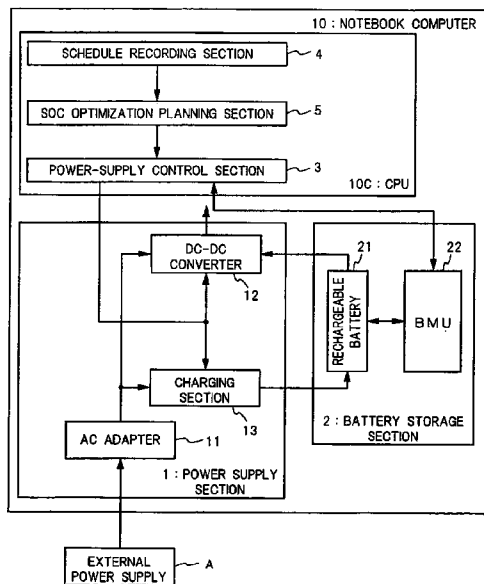 10 : NOTEBOOK COMPUTER
SCHEDULE RECORDING SECTION
4
SOC OPTIMIZATION PLANNING SECTION
5
POWER-SUPPLY CONTROL SECTION
3
10C : CPU
DC-DC
CONVERTER
12
21
22
RECHARGEABLE
BATTERY
BMU
CHARGING
SECTION
13
2 : BATTERY STORAGE
SECTION
AC ADAPTER
11
1 : POWER SUPPLY
SECTION
EXTERNAL
POWER SUPPLY
A